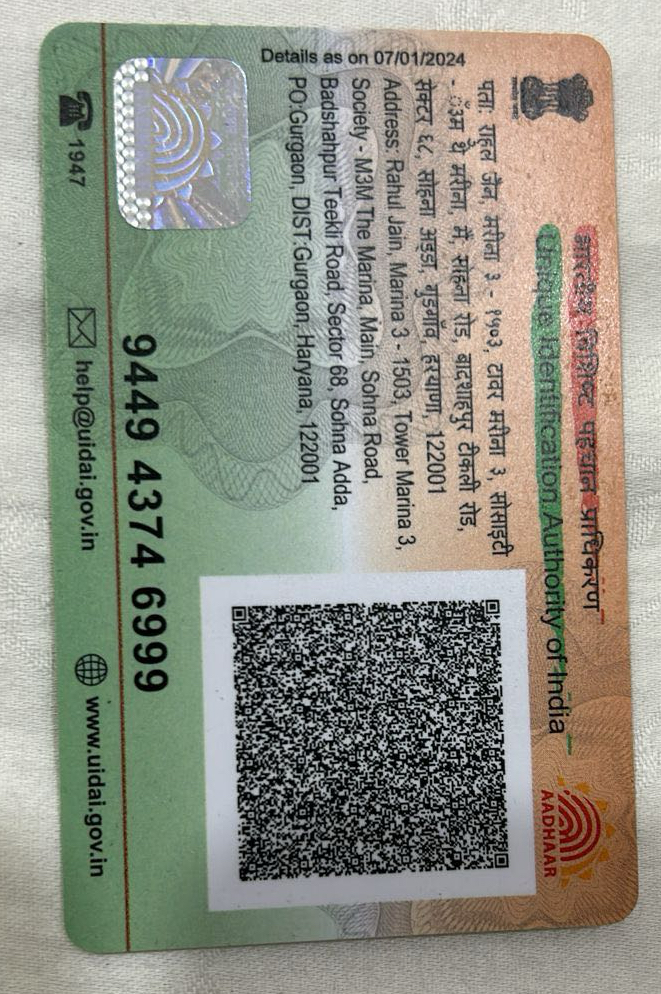 भारतीय विशिष्ट पहचान प्राधिकरण
Unique Identification Authority of India
AADHAAR
Details as on 07/01/2024
पता: राहुल जैन, मरीना ३ - १५०३, टावर मरीना ३, सोसाइटी
म थे मरीना, मै, सोहना रोड, बादशाहपुर टीकली रोड,
सेक्टर ६८, सोहना अड्डा, गुड़गाँव, हरयाणा, 122001
Address: Rahul Jain, Marina 3 - 1503, Tower Marina 3,
Society - M3M The Marina, Main, Sohna Road,
Badshahpur Teekli Road, Sector 68, Sohna Adda,
PO:Gurgaon, DIST:Gurgaon, Haryana, 122001
9449 4374 6999
1947
help@uidai.gov.in
www.uidai.gov.in